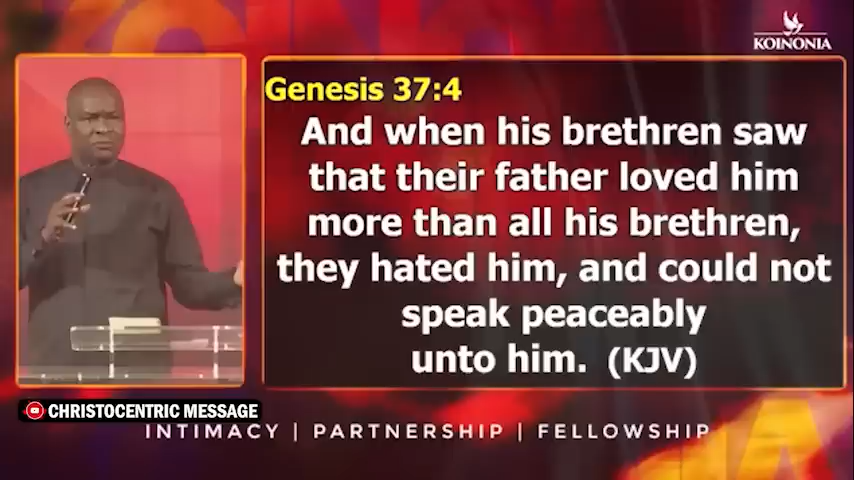 KOINONIA
Genesis 37:4
And when his brethren saw
that their father loved him
more than all his brethren,
they hated him, and could not
speak peaceably
unto him. (KJV)
CHRISTOCENTRIC MESSAGE
INTIMACY | PARTNERSHIP | FELLOWSHIP